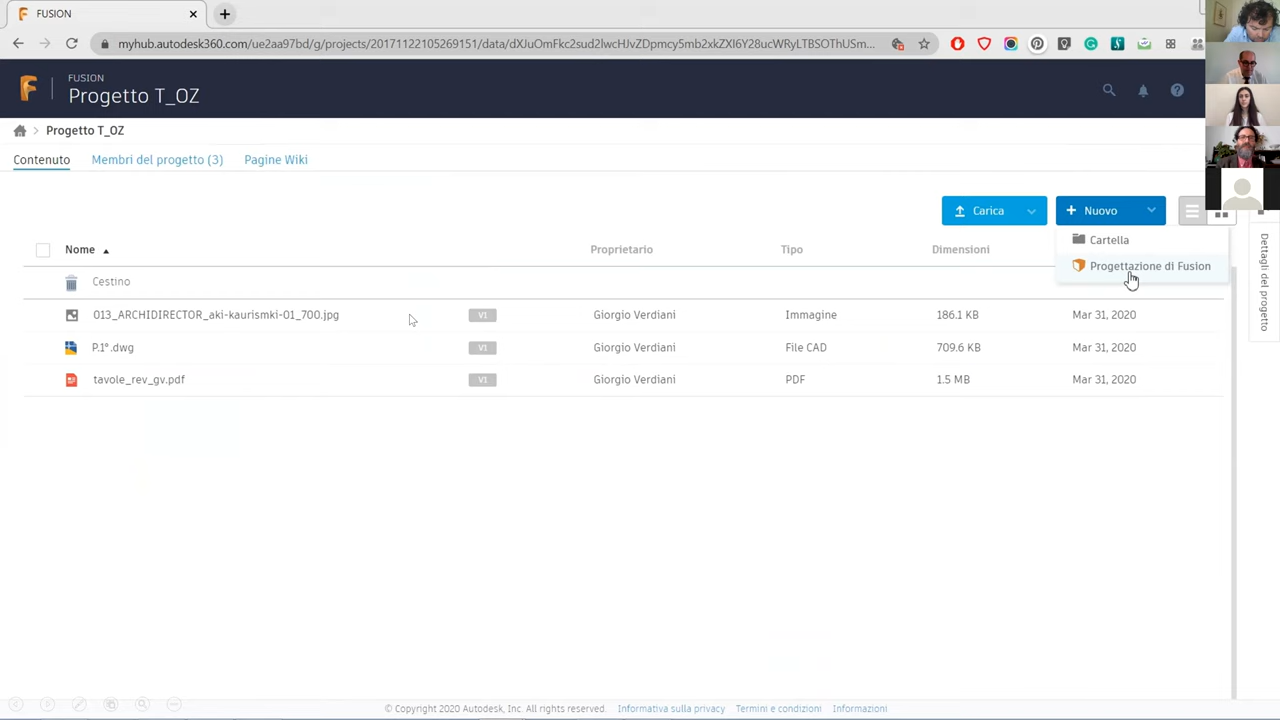 FUSION
myhub.autodesk360.com/ue2aa97bd/g/projects/20171122103569151/data/
FUSION
Progetto T_OZ
Progetto T_OZ
Contenuto Membri del progetto (3) Pagine Wiki
Carica Nuovo
Cartella
Progettazione di Fusion
Nome Proprietario Tipo Dimensioni
Cestino
013_ARCHIDIRECTOR_aki-kaurismki-01_700.jpg V1 Giorgio Verdiani Immagine 186.1 KB Mar 31, 2020
P.1°.dwg V1 Giorgio Verdiani File CAD 709.6 KB Mar 31, 2020
tavole_rev_gv.pdf V1 Giorgio Verdiani PDF 1.5 MB Mar 31, 2020
Dettagli del progetto
© Copyright 2020 Autodesk, Inc. All rights reserved. Informativa sulla privacy Termini e condizioni Informazioni